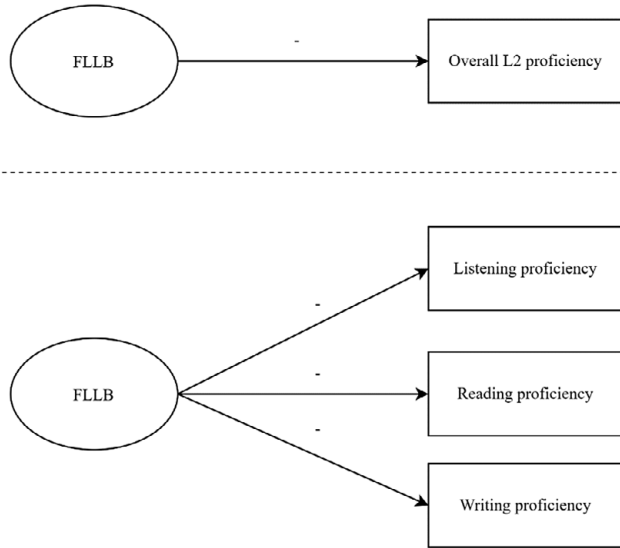 -
FLLB
Overall L2 proficiency
Listening proficiency
-
-
FLLB
Reading proficiency
-
Writing proficiency